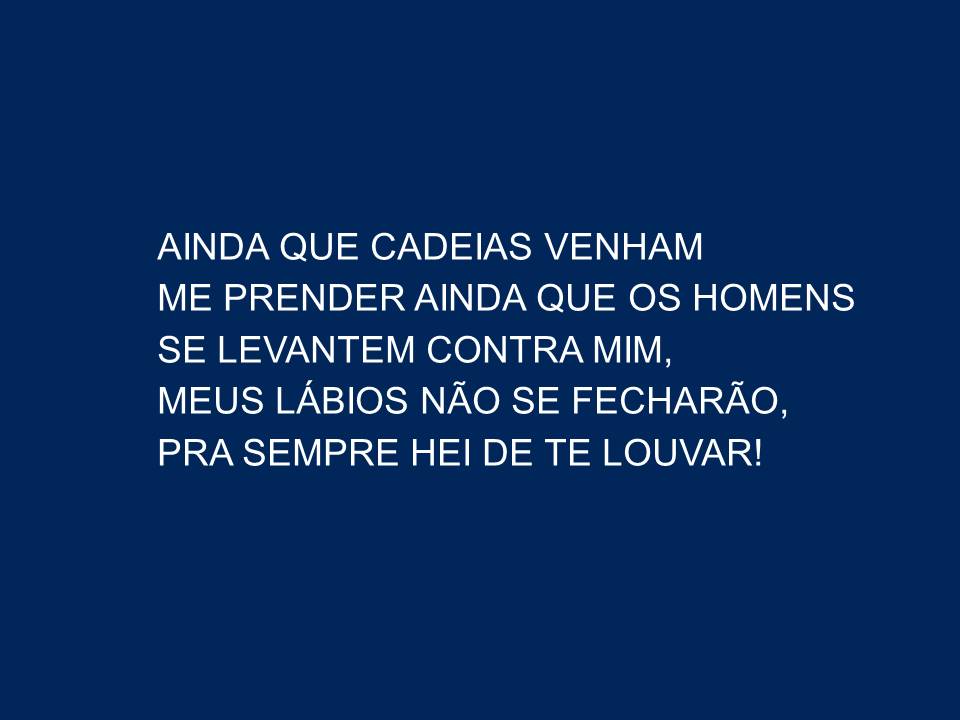 AINDA QUE CADEIAS VENHAM
ME PRENDER AINDA QUE OS HOMENS
SE LEVANTEM CONTRA MIM,
MEUS LÁBIOS NÃO SE FECHARÃO,
PRA SEMPRE HEI DE TE LOUVAR!